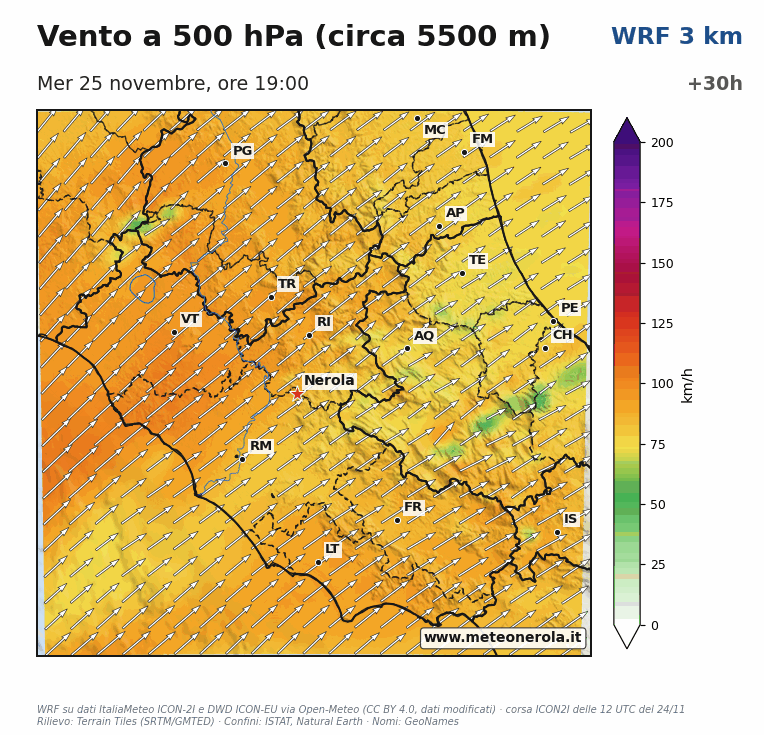 Vento a 500 hPa (circa 5500 m)
WRF 3 km
Mer 25 novembre, ore 19:00
+30h
MC
FM
PG
AP
TE
TR
PE
VT
RI
AQ
CH
Nerola
RM
FR
IS
LT
www.meteonerola.it
200
175
150
125
100
75
50
25
0
km/h
WRF su dati ItaliaMeteo ICON-2I e DWD ICON-EU via Open-Meteo (CC BY 4.0, dati modificati) · corsa ICON2I delle 12 UTC del 24/11
Rilievo: Terrain Tiles (SRTM/GMTED) · Confini: ISTAT, Natural Earth · Nomi: GeoNames